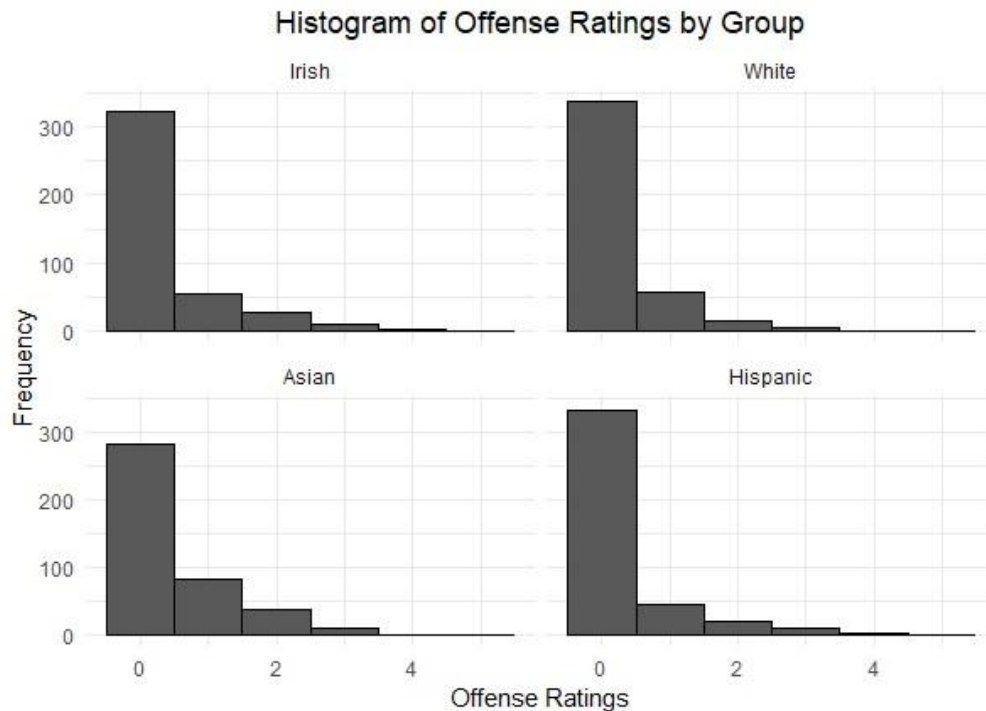 Histogram of Offense Ratings by Group
Irish
White
300
200
100
0
Asian
Hispanic
Frequency
300
200
100
0
0 2 4
0 2 4
Offense Ratings